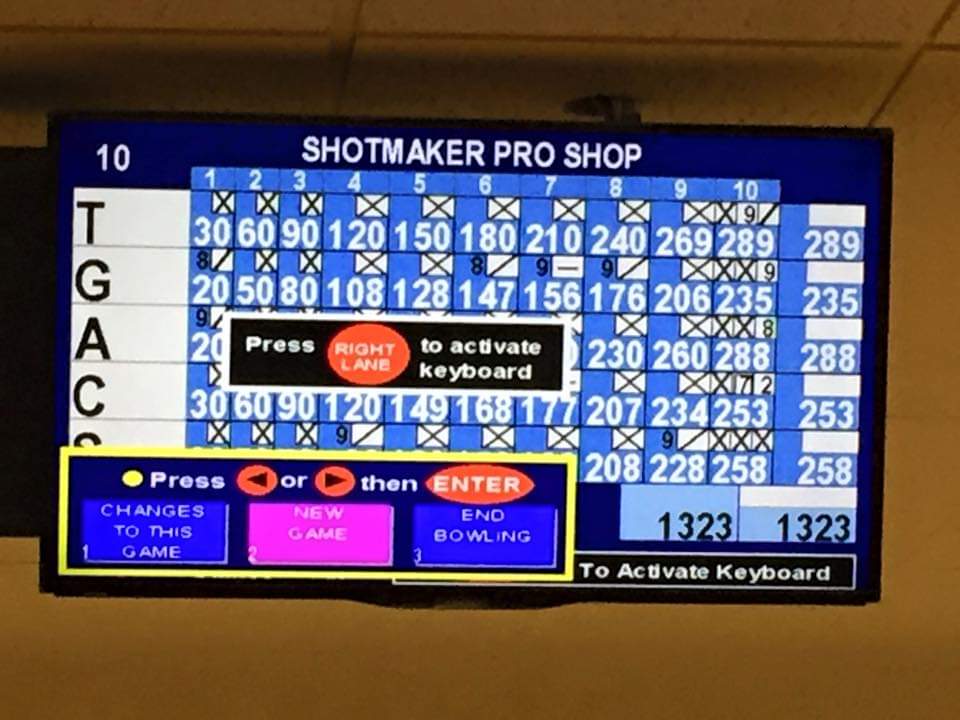 10 SHOTMAKER PRO SHOP
1 2 3 4 5 6 7 8 9 10
X X X X X X X X X X 9 /
T 30 60 90 120 150 180 210 240 269 289 289
8 / X X X X 8 / 9 – 9 / X X X 9
G 20 50 80 108 128 147 156 176 206 235 235
9 / X X X X 8
A 20 230 260 288 288
X X X 7 2
C 30 60 90 120 149 168 177 207 234 253 253
X X X 9 / X X X X 9 / X X X
208 228 258 258
Press RIGHT LANE to activate keyboard
Press ◀ or ▶ then ENTER
CHANGES TO THIS GAME 1
NEW GAME 2
END BOWLING 3
1323 1323
To Activate Keyboard